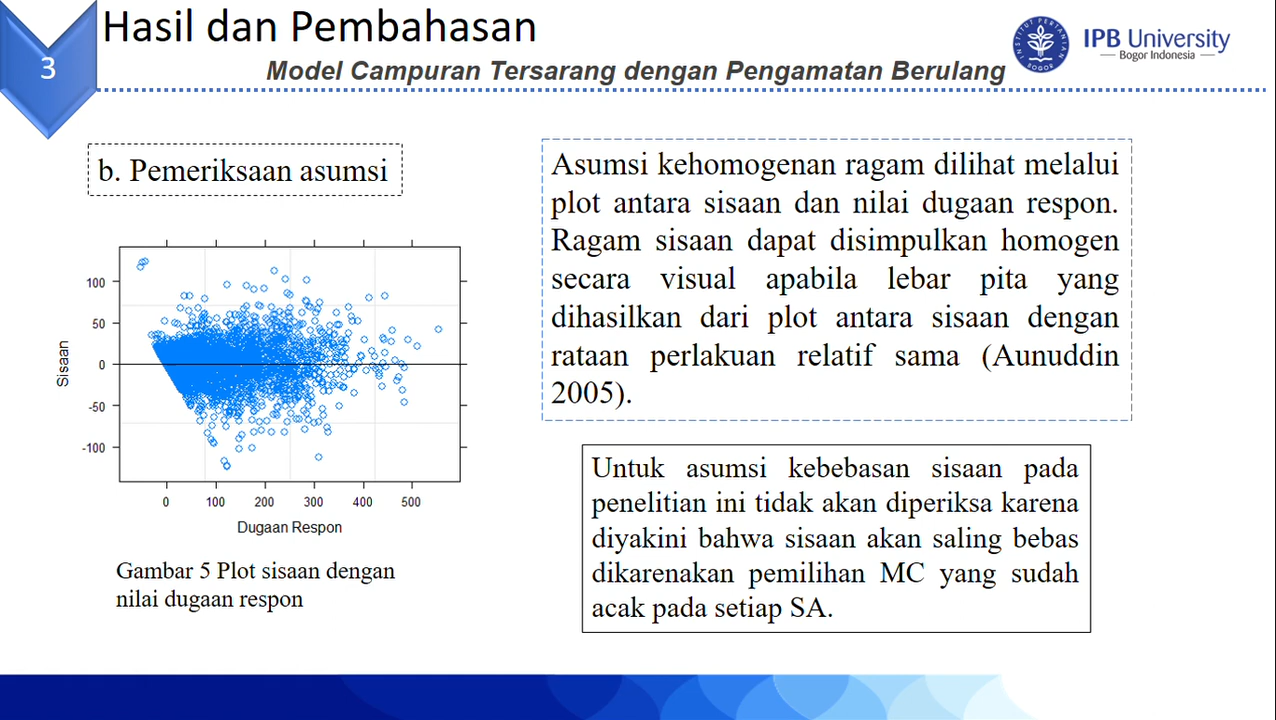 Hasil dan Pembahasan
3
Model Campuran Tersarang dengan Pengamatan Berulang
INSTITUT PERTANIAN
BOGOR
IPB University
Bogor Indonesia
b. Pemeriksaan asumsi
100
50
0
-50
-100
Sisaan
0 100 200 300 400 500
Dugaan Respon
Gambar 5 Plot sisaan dengan
nilai dugaan respon
Asumsi kehomogenan ragam dilihat melalui
plot antara sisaan dan nilai dugaan respon.
Ragam sisaan dapat disimpulkan homogen
secara visual apabila lebar pita yang
dihasilkan dari plot antara sisaan dengan
rataan perlakuan relatif sama (Aunuddin
2005).
Untuk asumsi kebebasan sisaan pada
penelitian ini tidak akan diperiksa karena
diyakini bahwa sisaan akan saling bebas
dikarenakan pemilihan MC yang sudah
acak pada setiap SA.